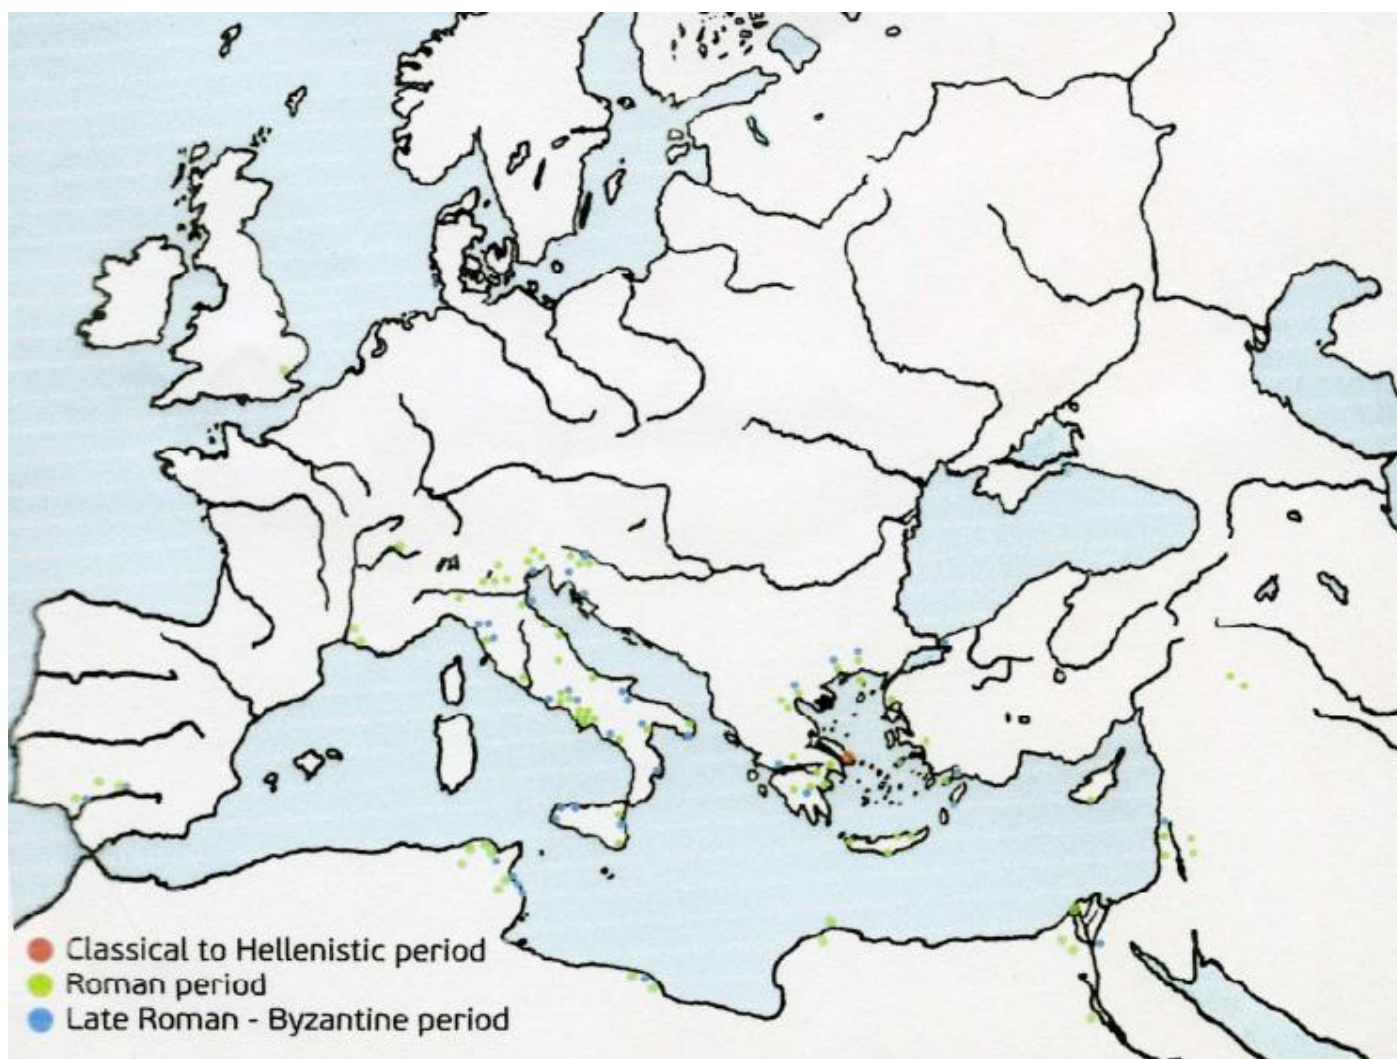 Classical to Hellenistic period
Roman period
Late Roman - Byzantine period